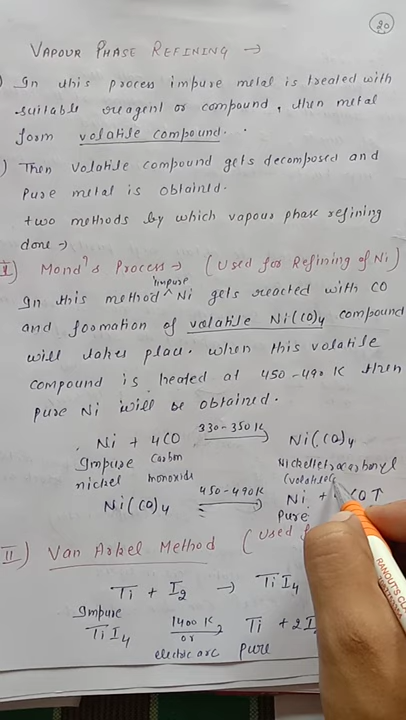 20
VAPOUR PHASE REFINING →
) In this process impure metal is treated with
suitable reagent or compound, then metal
form volatile compound.
) Then Volatile compound gets decomposed and
Pure metal is obtained.
two methods by which vapour phase refining
done →
I) Mond's Process → (Used for Refining of Ni)
In this method impure Ni gets reacted with CO
and formation of volatile Ni(CO)4 compound
will takes place. when this volatile
compound is heated at 450-490 K then
pure Ni will be obtained.
Ni + 4CO 330-350K → Ni(CO)4
Impure nickel Carbon monoxide Nickeltetracarbonyl (volatile
Ni(CO)4 450-490K → Ni + CO↑
Pure
II) Van Arkel Method (Used
Ti + I2 → TiI4
Impure
TiI4 1400 K or electric arc → Ti + 2I2
pure
RANOUT'S CL